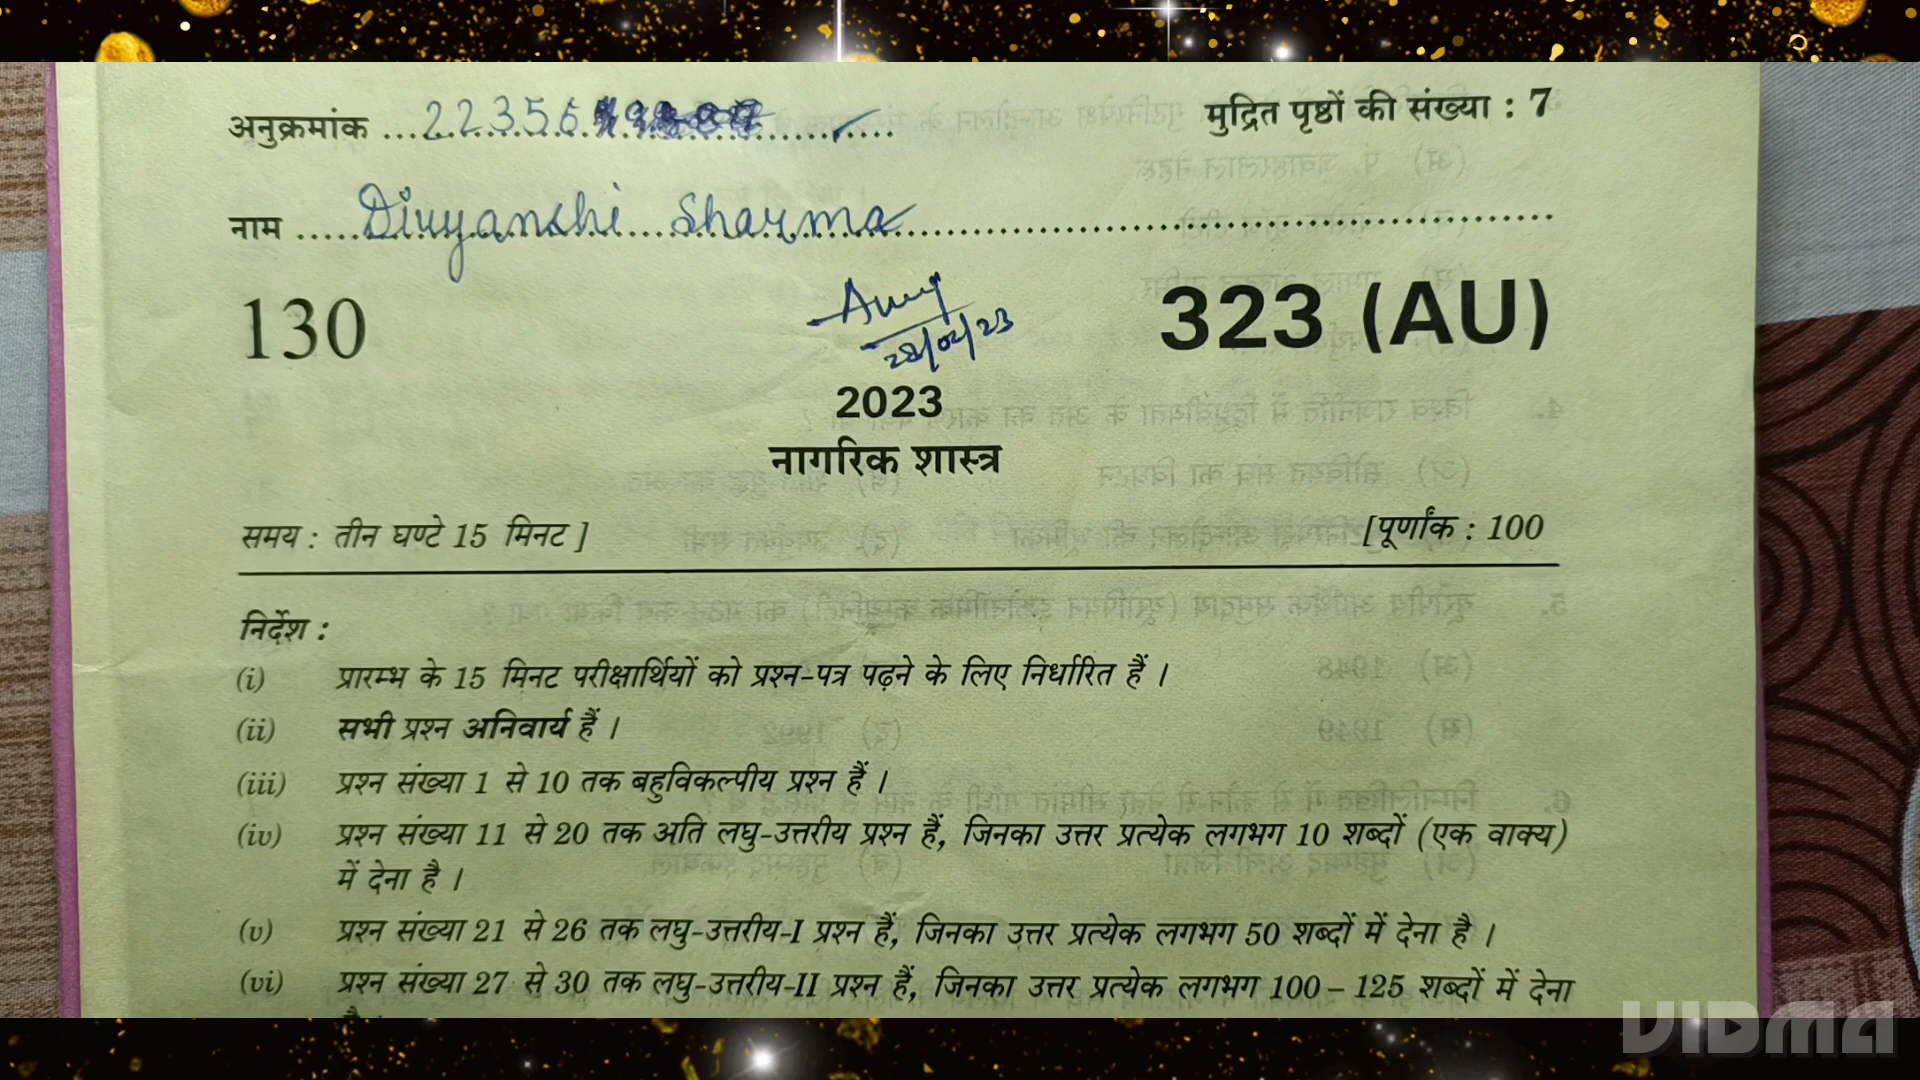 अनुक्रमांक ...22356
मुद्रित पृष्ठों की संख्या : 7
नाम ...Divyanshi Sharma
130
323 (AU)
28/02/23
2023
नागरिक शास्त्र
समय : तीन घण्टे 15 मिनट ]
[पूर्णांक : 100
निर्देश :
(i) प्रारम्भ के 15 मिनट परीक्षार्थियों को प्रश्न-पत्र पढ़ने के लिए निर्धारित हैं ।
(ii) सभी प्रश्न अनिवार्य हैं ।
(iii) प्रश्न संख्या 1 से 10 तक बहुविकल्पीय प्रश्न हैं ।
(iv) प्रश्न संख्या 11 से 20 तक अति लघु-उत्तरीय प्रश्न हैं, जिनका उत्तर प्रत्येक लगभग 10 शब्दों (एक वाक्य)
में देना है ।
(v) प्रश्न संख्या 21 से 26 तक लघु-उत्तरीय-I प्रश्न हैं, जिनका उत्तर प्रत्येक लगभग 50 शब्दों में देना है ।
(vi) प्रश्न संख्या 27 से 30 तक लघु-उत्तरीय-II प्रश्न हैं, जिनका उत्तर प्रत्येक लगभग 100 – 125 शब्दों में देना
VIDMA